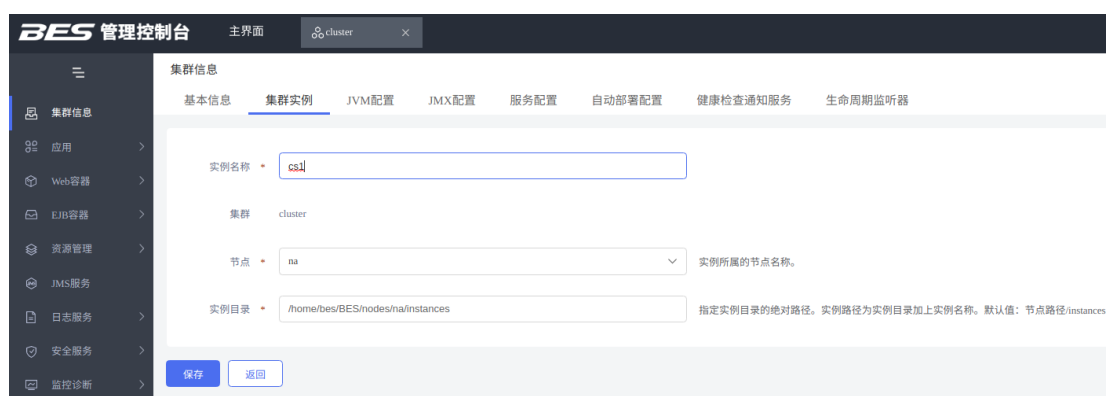 BES 管理控制台 主界面 cluster ×
集群信息
基本信息 集群实例 JVM配置 JMX配置 服务配置 自动部署配置 健康检查通知服务 生命周期监听器
集群信息
应用
Web容器
EJB容器
资源管理
JMS服务
日志服务
安全服务
监控诊断
实例名称 * cs1
集群 cluster
节点 * na 实例所属的节点名称。
实例目录 * /home/bes/BES/nodes/na/instances 指定实例目录的绝对路径。实例路径为实例目录加上实例名称。默认值：节点路径/instances
保存 返回